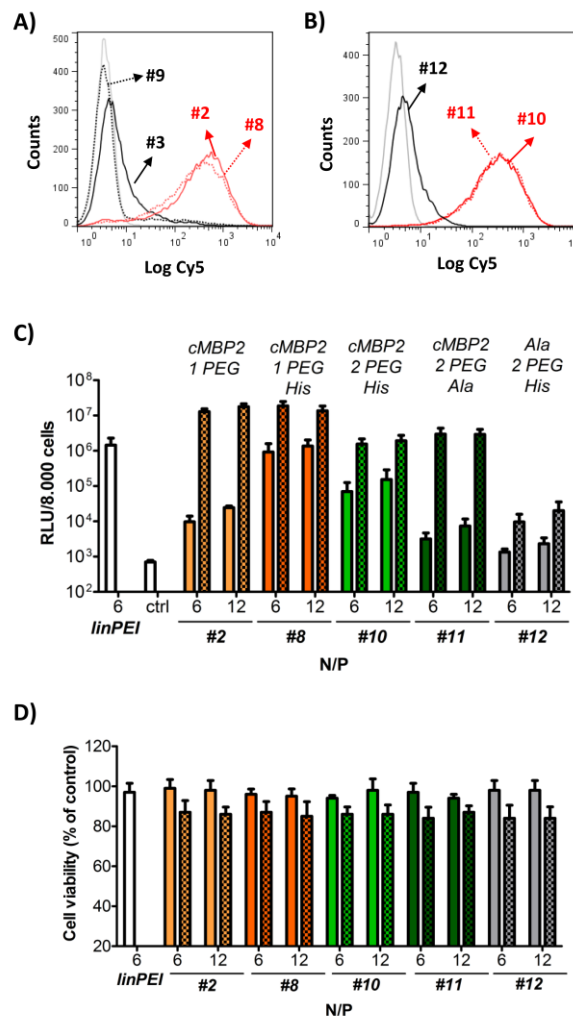 A)
500
400
300
200
100
0
Counts
#9
#3
#2
#8
10⁰ 10¹ 10² 10³ 10⁴
Log Cy5
B)
400
300
200
100
0
Counts
#12
#11
#10
10⁰ 10¹ 10² 10³
Log Cy5
C)
cMBP2 cMBP2 cMBP2 cMBP2 Ala
1 PEG 1 PEG 2 PEG 2 PEG 2 PEG
His His Ala His
10⁸
10⁷
10⁶
10⁵
10⁴
10³
10²
RLU/8.000 cells
6 ctrl 6 12 6 12 6 12 6 12 6 12
linPEI #2 #8 #10 #11 #12
N/P
D)
120
100
80
60
40
20
Cell viability (% of control)
6 6 12 6 12 6 12 6 12 6 12
linPEI #2 #8 #10 #11 #12
N/P